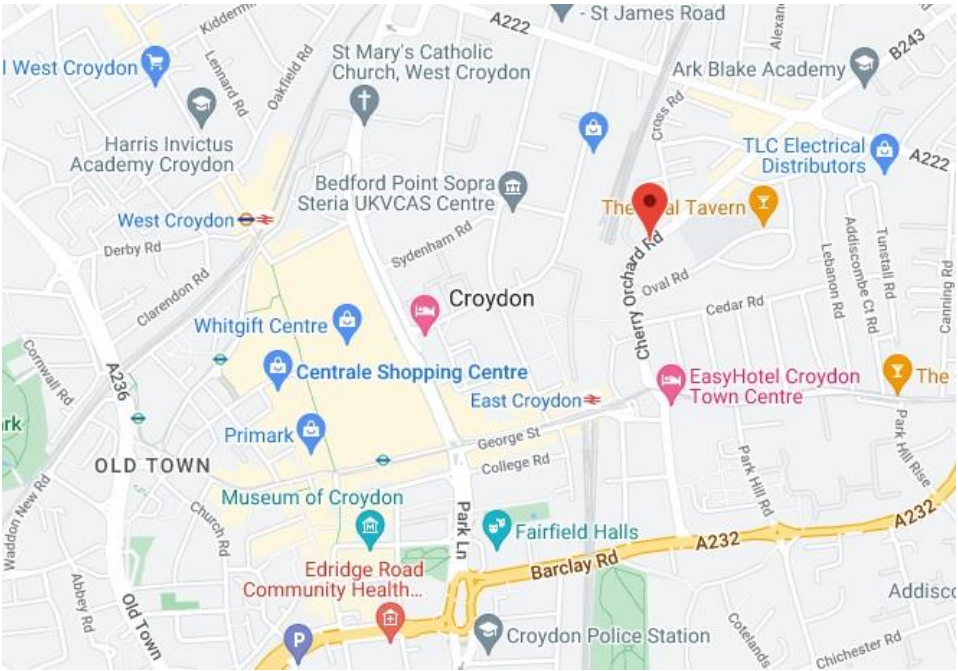 Kiddermin
A222
- St James Road
Alexan
B243
l West Croydon
Lennard Rd
Oakfield Rd
St Mary's Catholic
Church, West Croydon
Ark Blake Academy
Cross Rd
Harris Invictus
Academy Croydon
TLC Electrical
Distributors
A222
Bedford Point Sopra
Steria UKVCAS Centre
The
al Tavern
West Croydon
Derby Rd
Sydenham Rd
Cherry Orchard Rd
Oval Rd
Lebanon Rd
Addiscombe Ct Rd
Tunstall Rd
Canning Rd
Clarendon Rd
Croydon
Cedar Rd
Whitgift Centre
Cornwall Rd
A236
Centrale Shopping Centre
EasyHotel Croydon
Town Centre
The
East Croydon
ark
Primark
George St
College Rd
OLD TOWN
Park Hill Rd
Park Hill Rise
Waddon New Rd
Church Rd
Museum of Croydon
Park Ln
Fairfield Halls
A232
A232
Barclay Rd
Edridge Road
Community Health...
Abbey Rd
Old Town
Addisc
P
Croydon Police Station
Cotelands
Chichester Rd